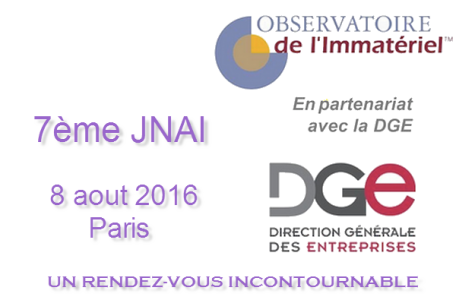 OBSERVATOIRE
de l'Immatériel™
En partenariat
avec la DGE
7ème JNAI
8 aout 2016
Paris
DGe
DIRECTION GÉNÉRALE
DES ENTREPRISES
UN RENDEZ-VOUS INCONTOURNABLE